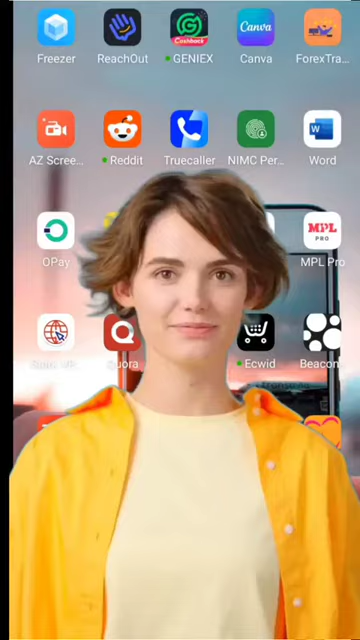 Freezer
ReachOut
GENIEX
Canva
ForexTra...
AZ Scree...
Reddit
Truecaller
NIMC Per...
Word
OPay
MPL Pro
Quora
Ecwid
Beacon
Canva
Cashback
W
MPL
PRO